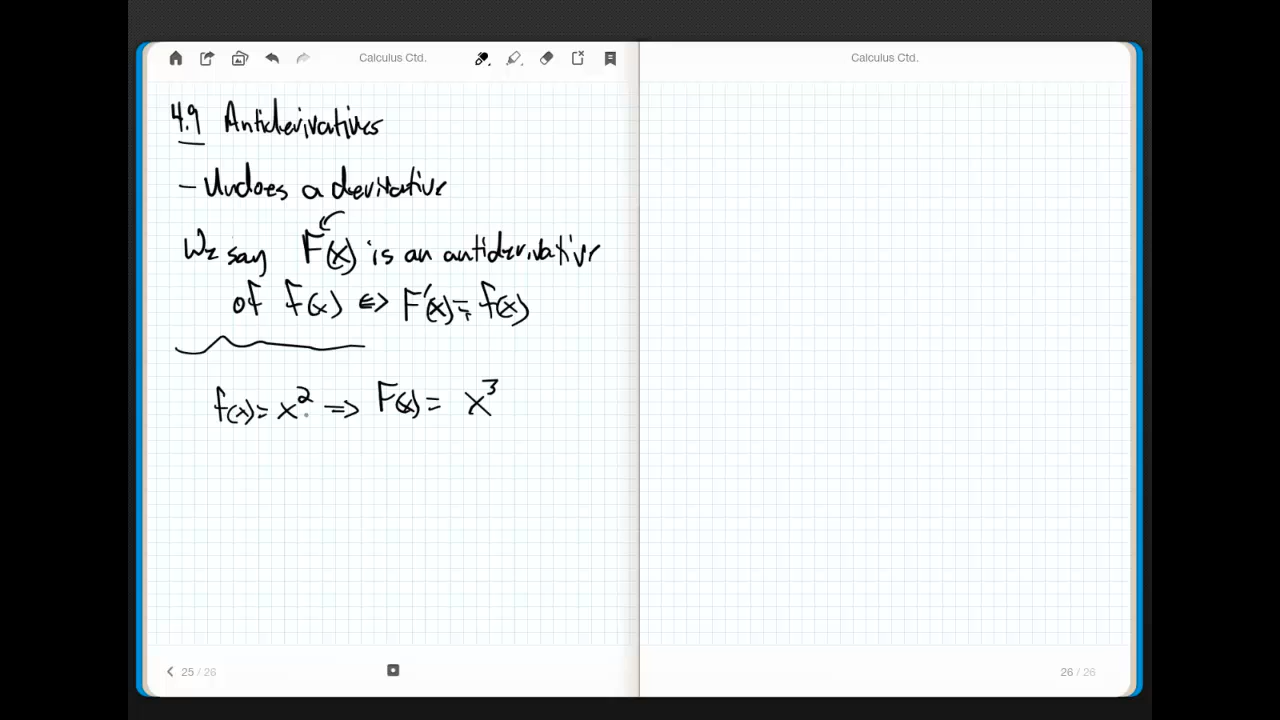 Calculus Ctd.
4.9 Antiderivatives
- Undoes a derivative
We say F(x) is an antiderivative
of f(x) ⇔ F'(x) = f(x)
f(x) = x² ⇒ F(x) = x³
25 / 26
Calculus Ctd.
26 / 26